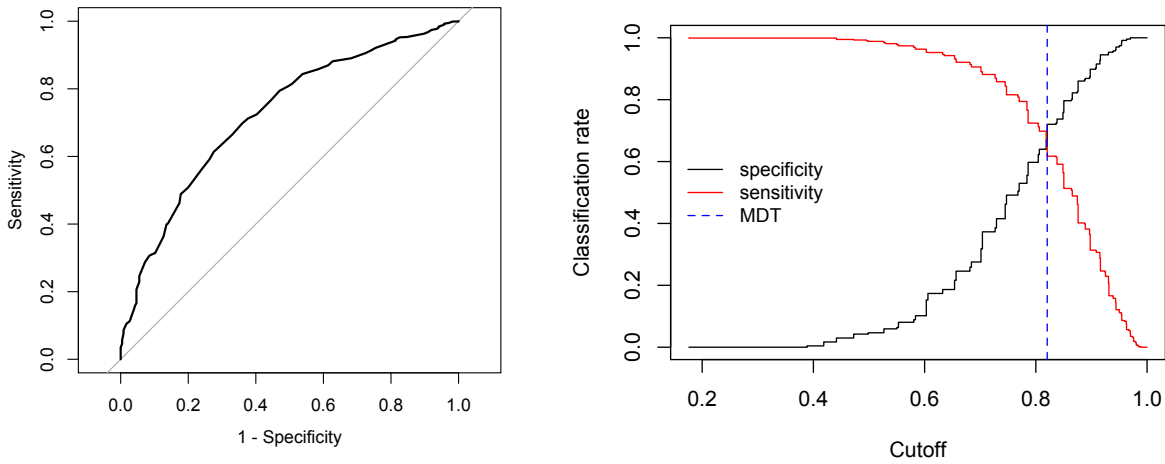 1.0
0.8
0.6
0.4
0.2
0.0
Sensitivity
0.0 0.2 0.4 0.6 0.8 1.0
1 - Specificity
1.0
0.8
0.6
0.4
0.2
0.0
Classification rate
specificity
sensitivity
MDT
0.2 0.4 0.6 0.8 1.0
Cutoff